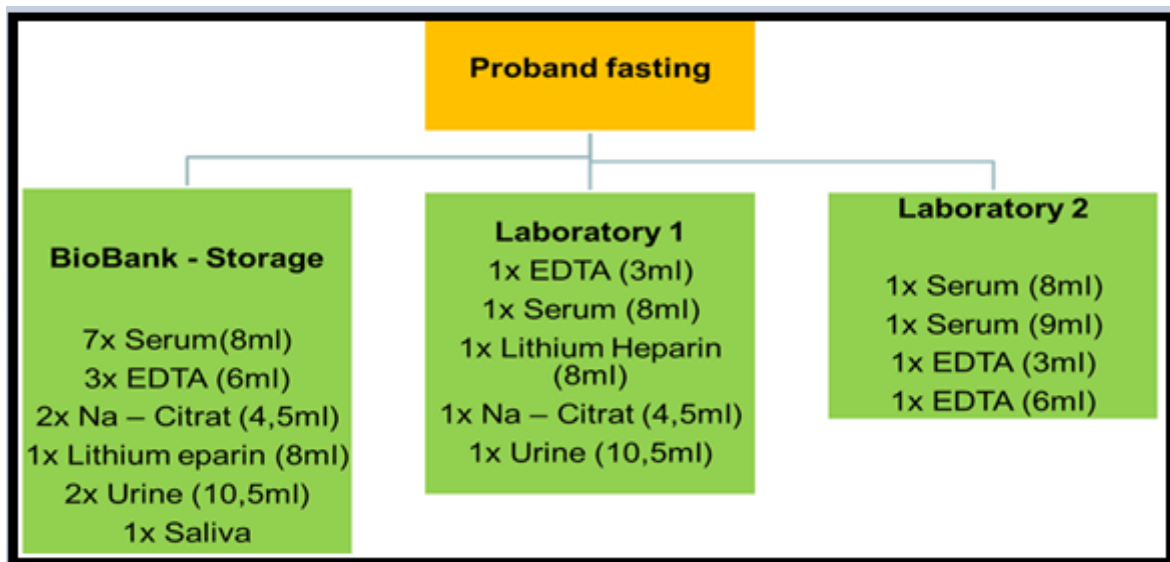 Proband fasting
BioBank - Storage
7x Serum(8ml)
3x EDTA (6ml)
2x Na – Citrat (4,5ml)
1x Lithium eparin (8ml)
2x Urine (10,5ml)
1x Saliva
Laboratory 1
1x EDTA (3ml)
1x Serum (8ml)
1x Lithium Heparin
(8ml)
1x Na – Citrat (4,5ml)
1x Urine (10,5ml)
Laboratory 2
1x Serum (8ml)
1x Serum (9ml)
1x EDTA (3ml)
1x EDTA (6ml)